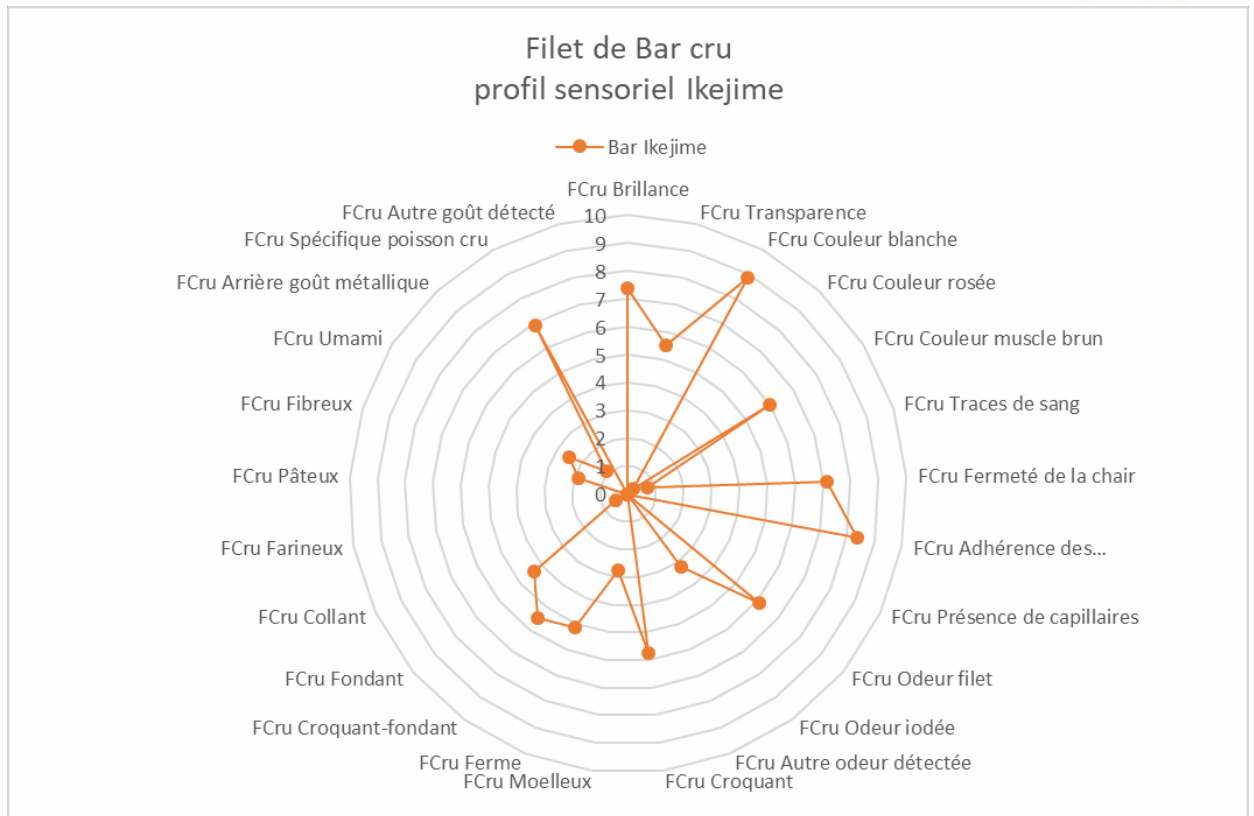 Filet de Bar cru
profil sensoriel Ikejime
Bar Ikejime
FCru Brillance
FCru Transparence
FCru Couleur blanche
FCru Couleur rosée
FCru Couleur muscle brun
FCru Traces de sang
FCru Fermeté de la chair
FCru Adhérence des...
FCru Présence de capillaires
FCru Odeur filet
FCru Odeur iodée
FCru Autre odeur détectée
FCru Croquant
FCru Moelleux
FCru Ferme
FCru Croquant-fondant
FCru Fondant
FCru Collant
FCru Farineux
FCru Pâteux
FCru Fibreux
FCru Umami
FCru Arrière goût métallique
FCru Spécifique poisson cru
FCru Autre goût détecté
10
9
8
7
6
5
4
3
2
1
0